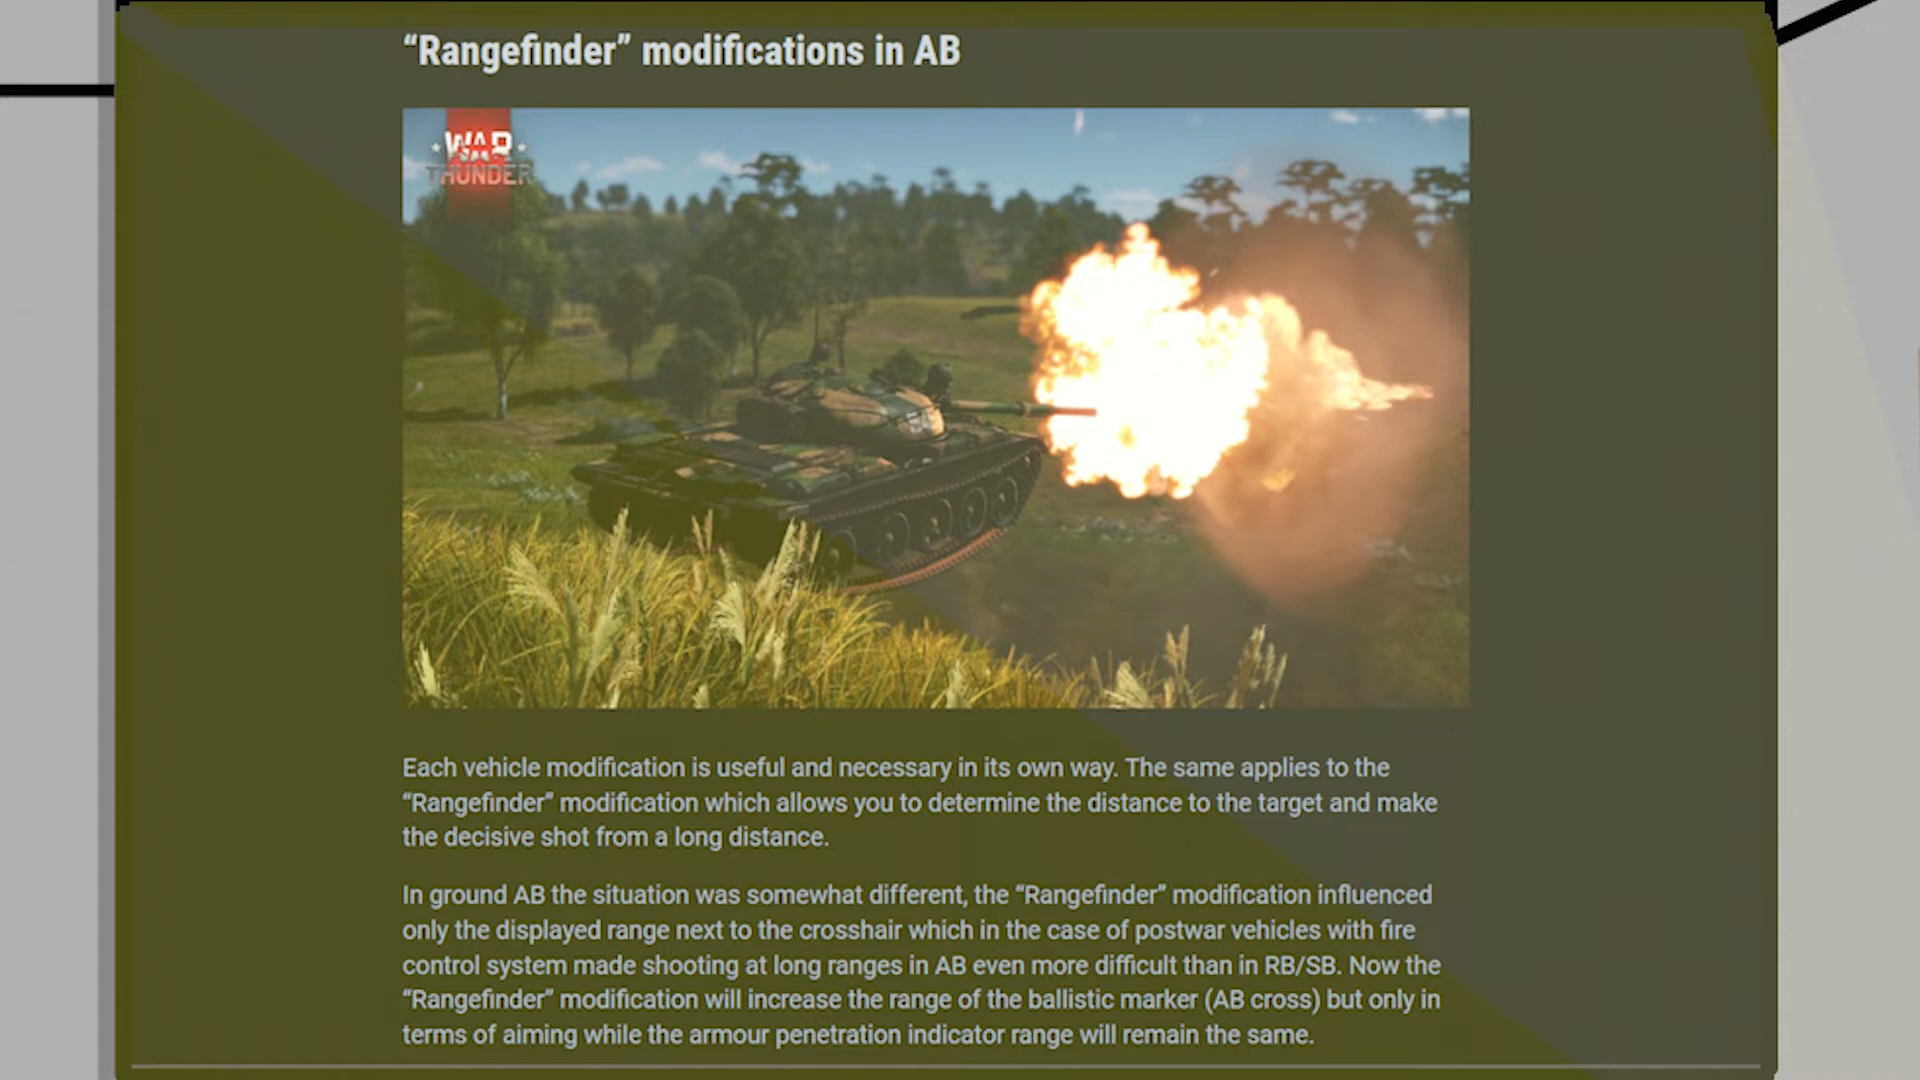 “Rangefinder” modifications in AB
WAR
THUNDER
Each vehicle modification is useful and necessary in its own way. The same applies to the
“Rangefinder” modification which allows you to determine the distance to the target and make
the decisive shot from a long distance.
In ground AB the situation was somewhat different, the “Rangefinder” modification influenced
only the displayed range next to the crosshair which in the case of postwar vehicles with fire
control system made shooting at long ranges in AB even more difficult than in RB/SB. Now the
“Rangefinder” modification will increase the range of the ballistic marker (AB cross) but only in
terms of aiming while the armour penetration indicator range will remain the same.